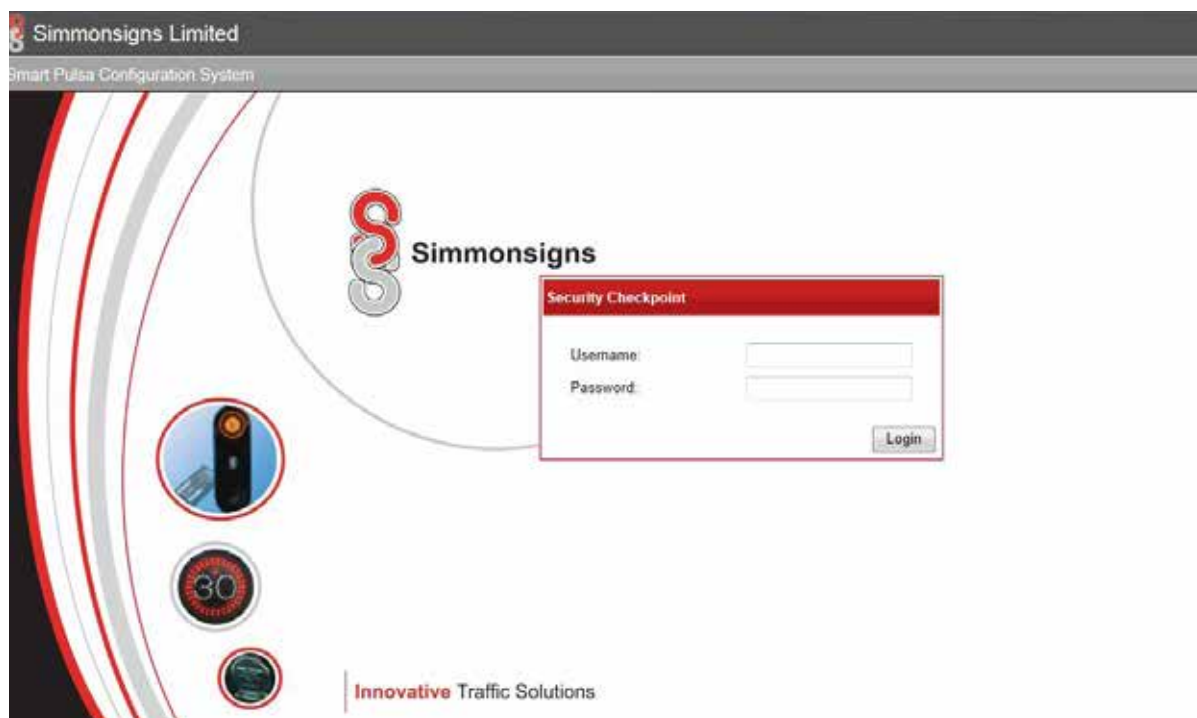 Simmonsigns Limited
Smart Pulsa Configuration System
Simmonsigns
Security Checkpoint
Username:
Password:
Login
30
Innovative Traffic Solutions